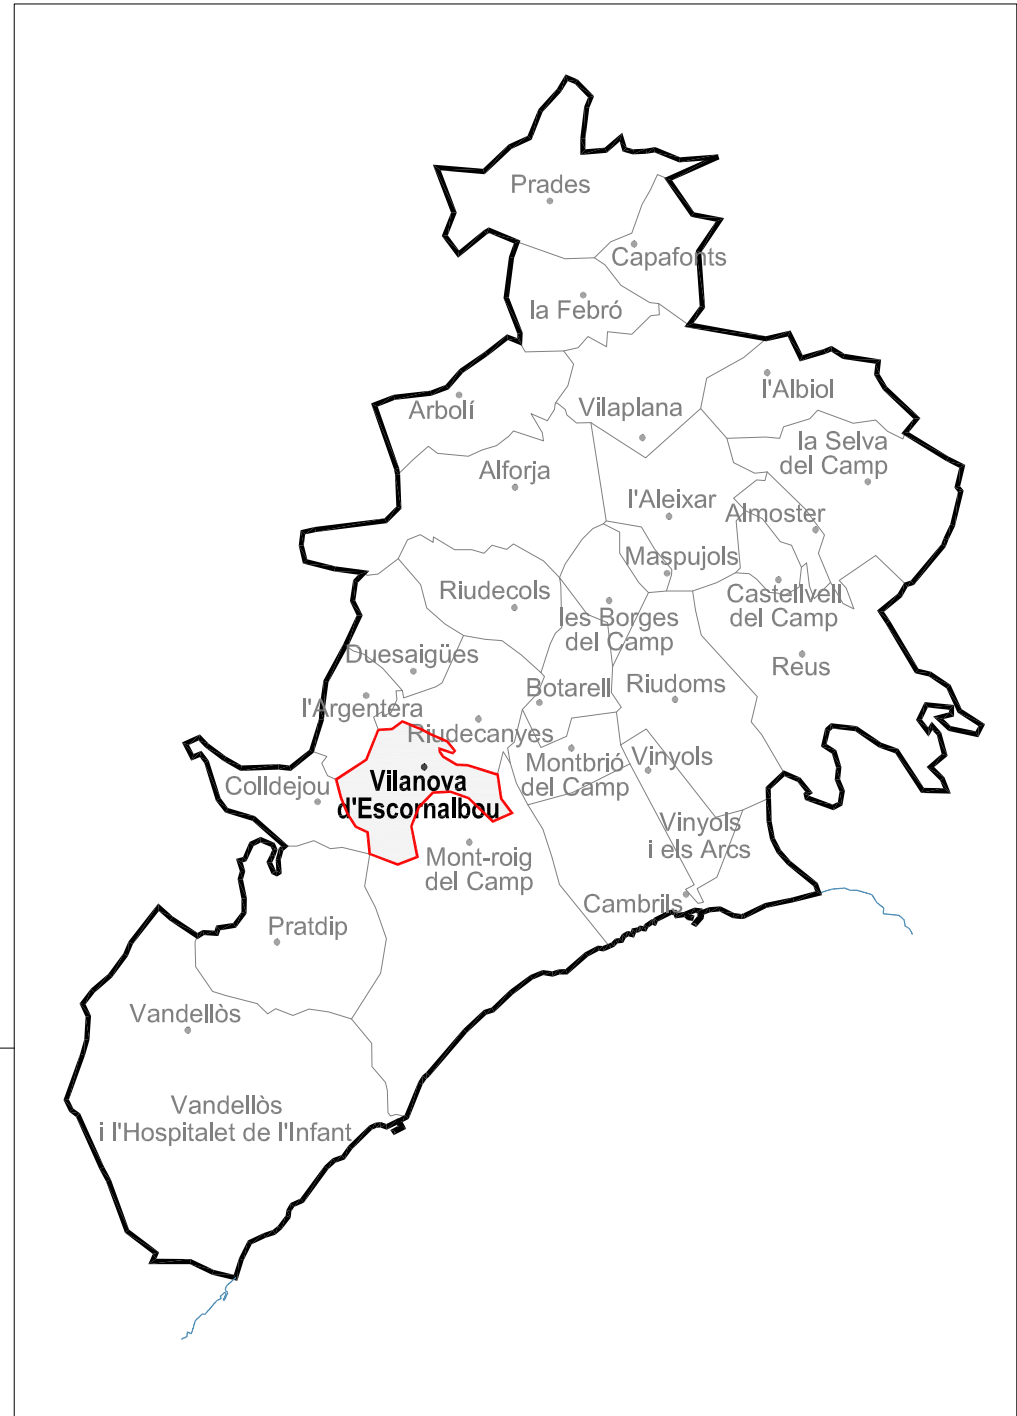 Prades
Capafonts
la Febró
l'Albiol
Arbolí
Vilaplana
la Selva
del Camp
Alforja
l'Aleixar
Almoster
Maspujols
Riudecols
Castellvell
del Camp
les Borges
del Camp
Duesaigües
Reus
Botarell
Riudoms
l'Argentera
Riudecanyes
Montbrió
del Camp
Vinyols
Colldejou
Vilanova
d'Escornalbou
Vinyols
i els Arcs
Mont-roig
del Camp
Cambrils
Pratdip
Vandellòs
Vandellòs
i l'Hospitalet de l'Infant